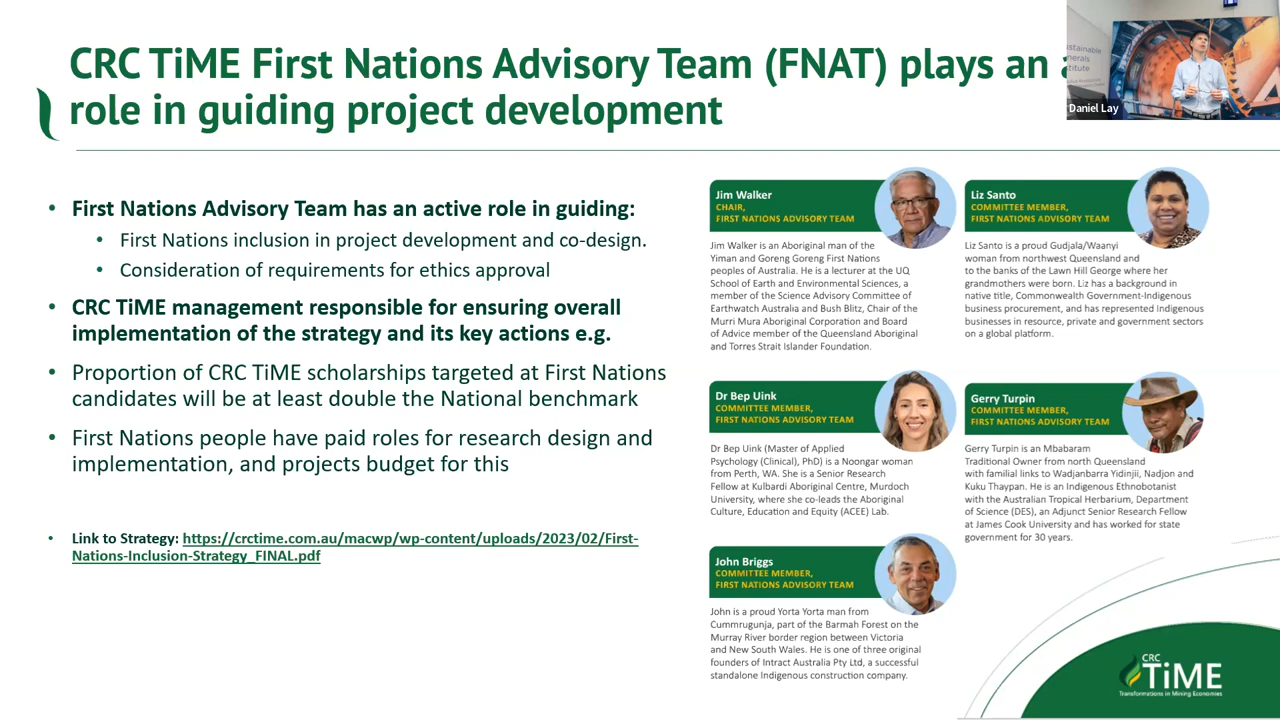 CRC TiME First Nations Advisory Team (FNAT) plays an
role in guiding project development
Daniel Lay
• First Nations Advisory Team has an active role in guiding:
• First Nations inclusion in project development and co-design.
• Consideration of requirements for ethics approval
• CRC TiME management responsible for ensuring overall
implementation of the strategy and its key actions e.g.
• Proportion of CRC TiME scholarships targeted at First Nations
candidates will be at least double the National benchmark
• First Nations people have paid roles for research design and
implementation, and projects budget for this
• Link to Strategy: https://crctime.com.au/macwp/wp-content/uploads/2023/02/First-
Nations-Inclusion-Strategy_FINAL.pdf
Jim Walker
CHAIR,
FIRST NATIONS ADVISORY TEAM
Jim Walker is an Aboriginal man of the
Yiman and Goreng Goreng First Nations
peoples of Australia. He is a lecturer at the UQ
School of Earth and Environmental Sciences, a
member of the Science Advisory Committee of
Earthwatch Australia and Bush Blitz, Chair of the
Murri Mura Aboriginal Corporation and Board
of Advice member of the Queensland Aboriginal
and Torres Strait Islander Foundation.
Liz Santo
COMMITTEE MEMBER,
FIRST NATIONS ADVISORY TEAM
Liz Santo is a proud Gudjala/Waanyi
woman from northwest Queensland and
to the banks of the Lawn Hill George where her
grandmothers were born. Liz has a background in
native title, Commonwealth Government-Indigenous
business procurement, and has represented Indigenous
businesses in resource, private and government sectors
on a global platform.
Dr Bep Uink
COMMITTEE MEMBER,
FIRST NATIONS ADVISORY TEAM
Dr Bep Uink (Master of Applied
Psychology (Clinical), PhD) is a Noongar woman
from Perth, WA. She is a Senior Research
Fellow at Kulbardi Aboriginal Centre, Murdoch
University, where she co-leads the Aboriginal
Culture, Education and Equity (ACEE) Lab.
Gerry Turpin
COMMITTEE MEMBER,
FIRST NATIONS ADVISORY TEAM
Gerry Turpin is an Mbabaram
Traditional Owner from north Queensland
with familial links to Wadjanbarra Yidinjii, Nadjon and
Kuku Thaypan. He is an Indigenous Ethnobotanist
with the Australian Tropical Herbarium, Department
of Science (DES), an Adjunct Senior Research Fellow
at James Cook University and has worked for state
government for 30 years.
John Briggs
COMMITTEE MEMBER,
FIRST NATIONS ADVISORY TEAM
John is a proud Yorta Yorta man from
Cummrugunja, part of the Barmah Forest on the
Murray River border region between Victoria
and New South Wales. He is one of three original
founders of Intract Australia Pty Ltd, a successful
standalone Indigenous construction company.
CRC
TiME
Transformations in Mining Economies